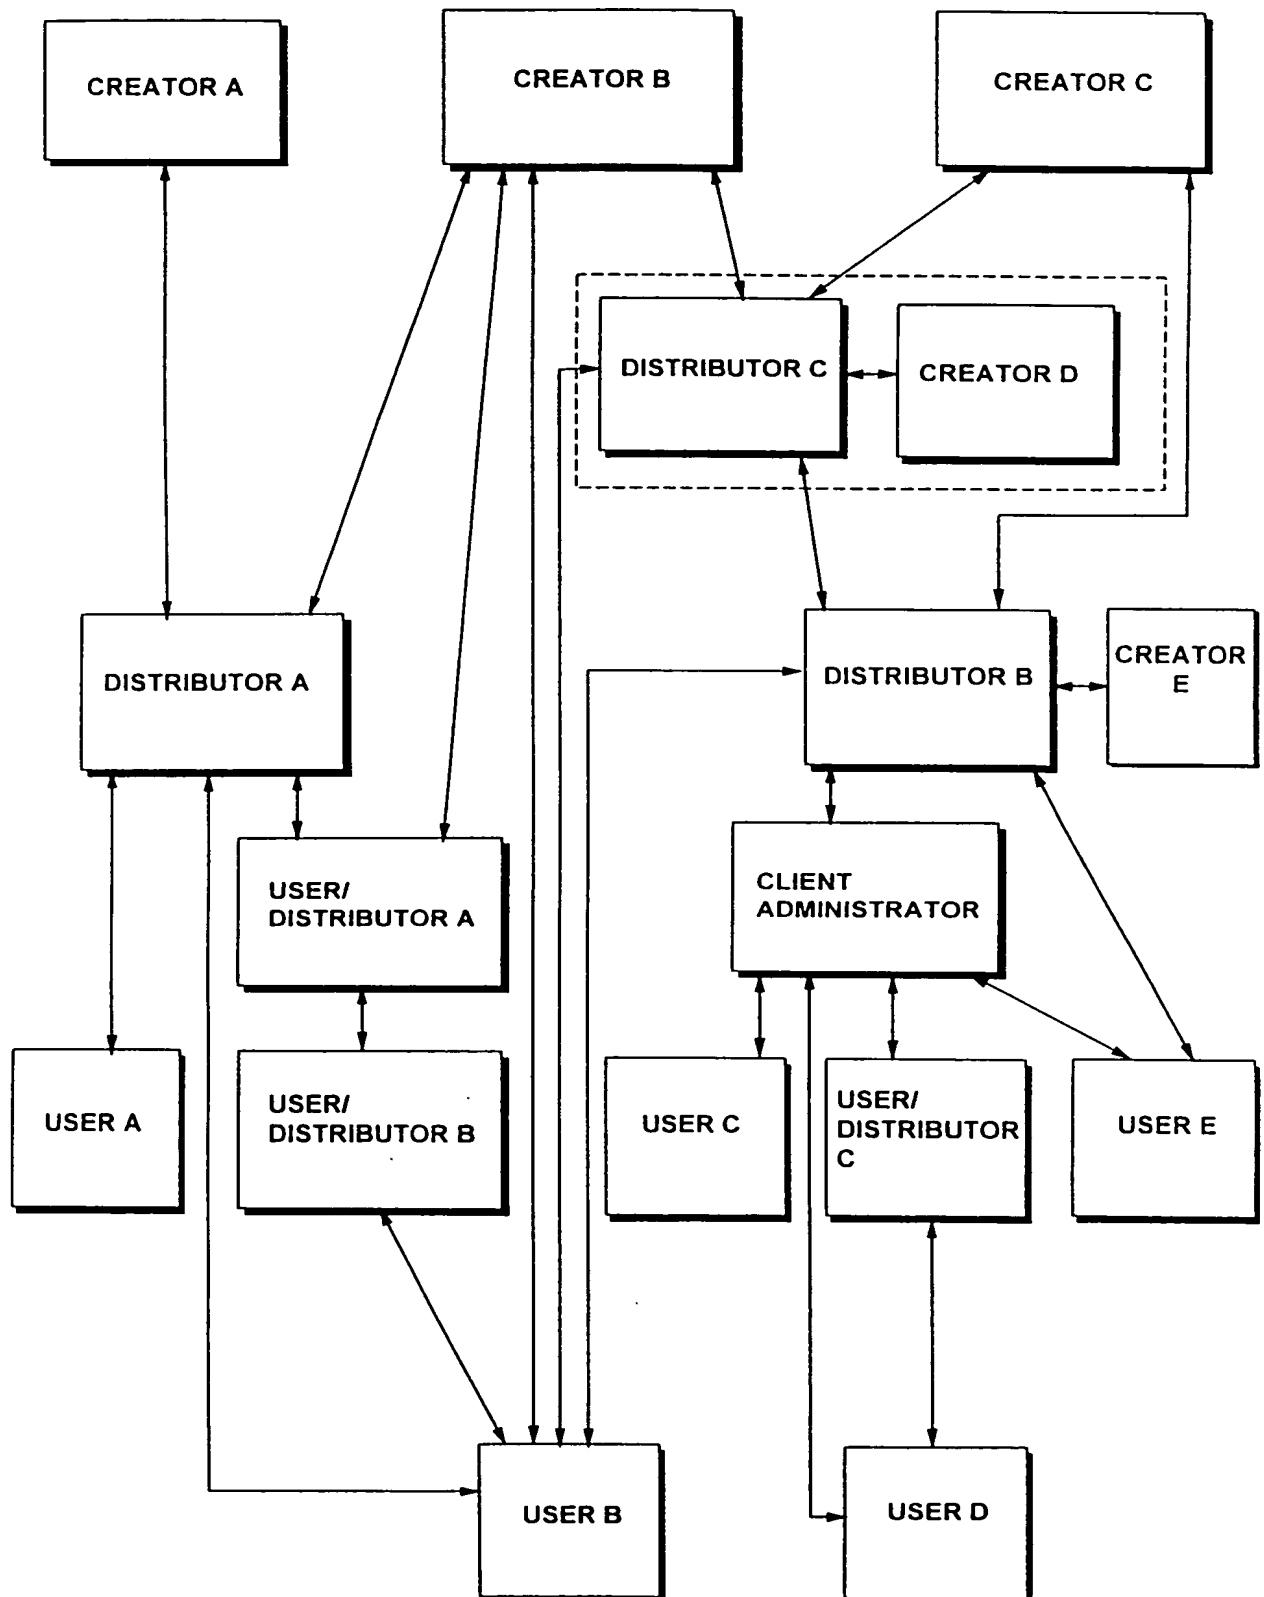 CREATOR A
CREATOR B
CREATOR C
DISTRIBUTOR C
CREATOR D
DISTRIBUTOR A
DISTRIBUTOR B
CREATOR
E
USER/
DISTRIBUTOR A
CLIENT
ADMINISTRATOR
USER A
USER/
DISTRIBUTOR B
USER C
USER/
DISTRIBUTOR
C
USER E
USER B
USER D